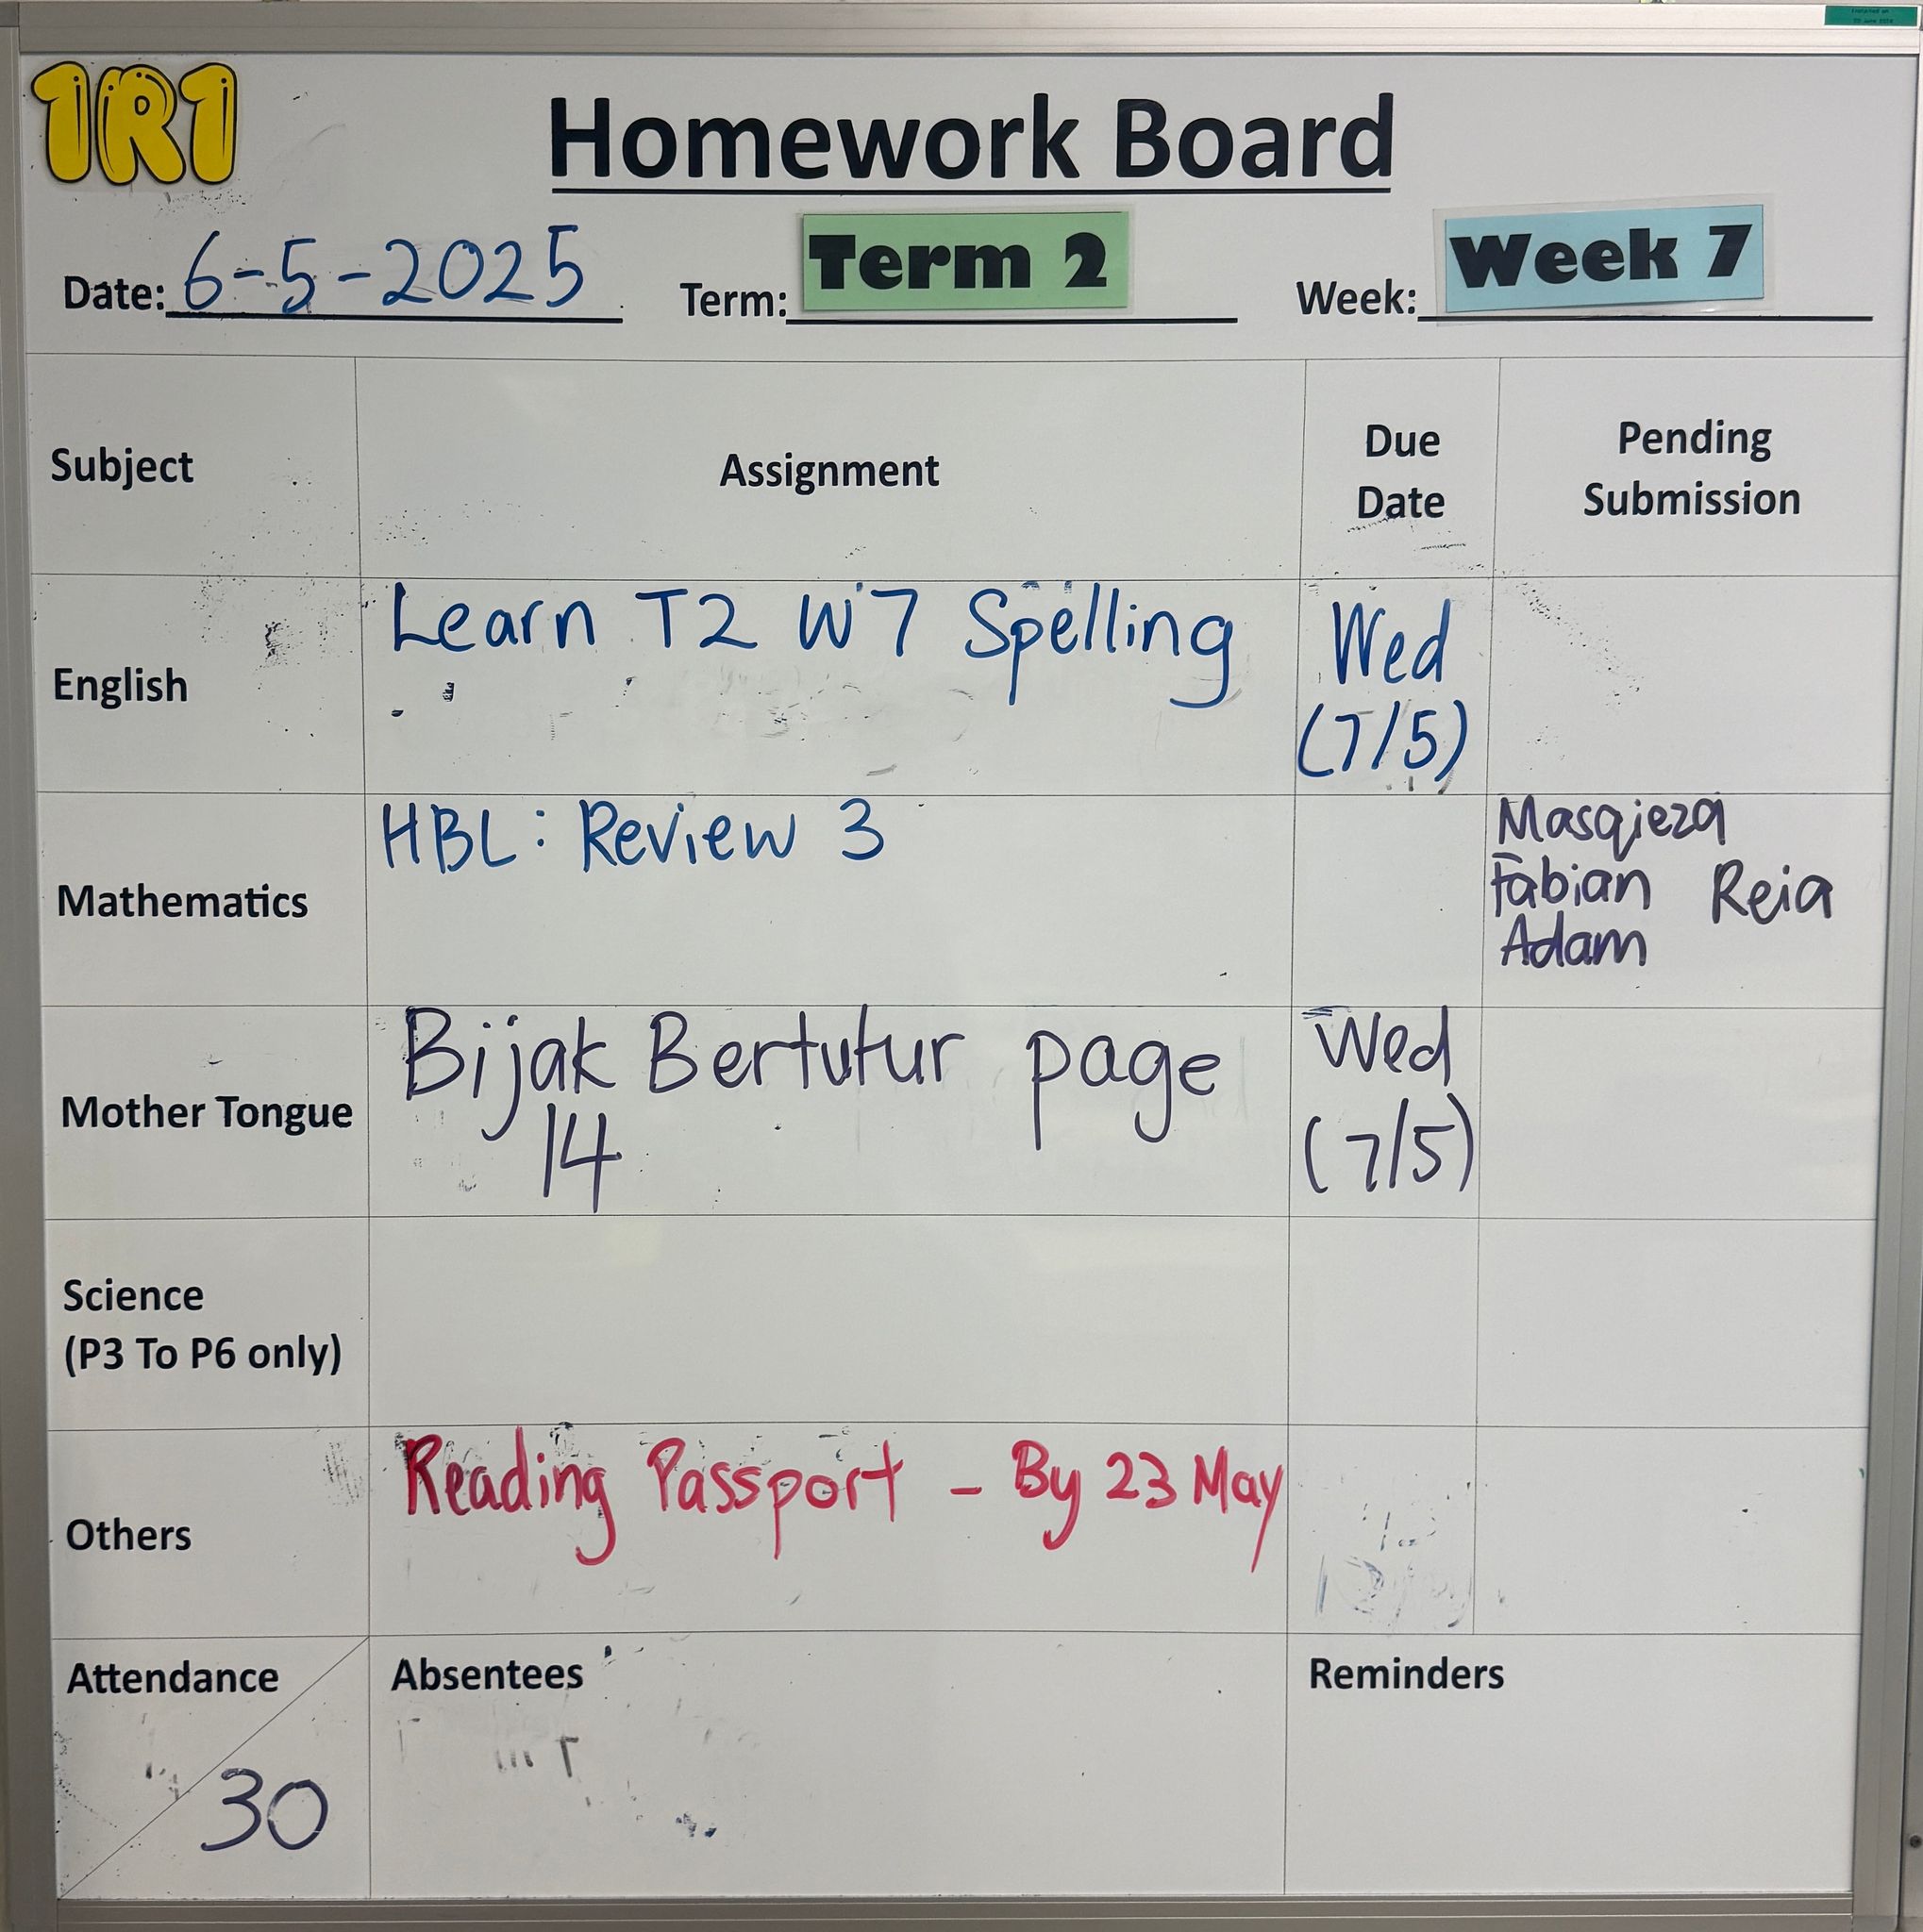 1R1
Homework Board
Date: 6-5-2025 Term: Term 2 Week: Week 7
Subject Assignment Due Date Pending Submission
English
Learn T2 W7 Spelling
Wed
(7/5)
Mathematics
HBL: Review 3
Masqieza
Fabian Reia
Adam
Mother Tongue
Bijak Bertutur page
14
Wed
(7/5)
Science
(P3 To P6 only)
Others
Reading Passport - By 23 May
Attendance
30
Absentees
Reminders